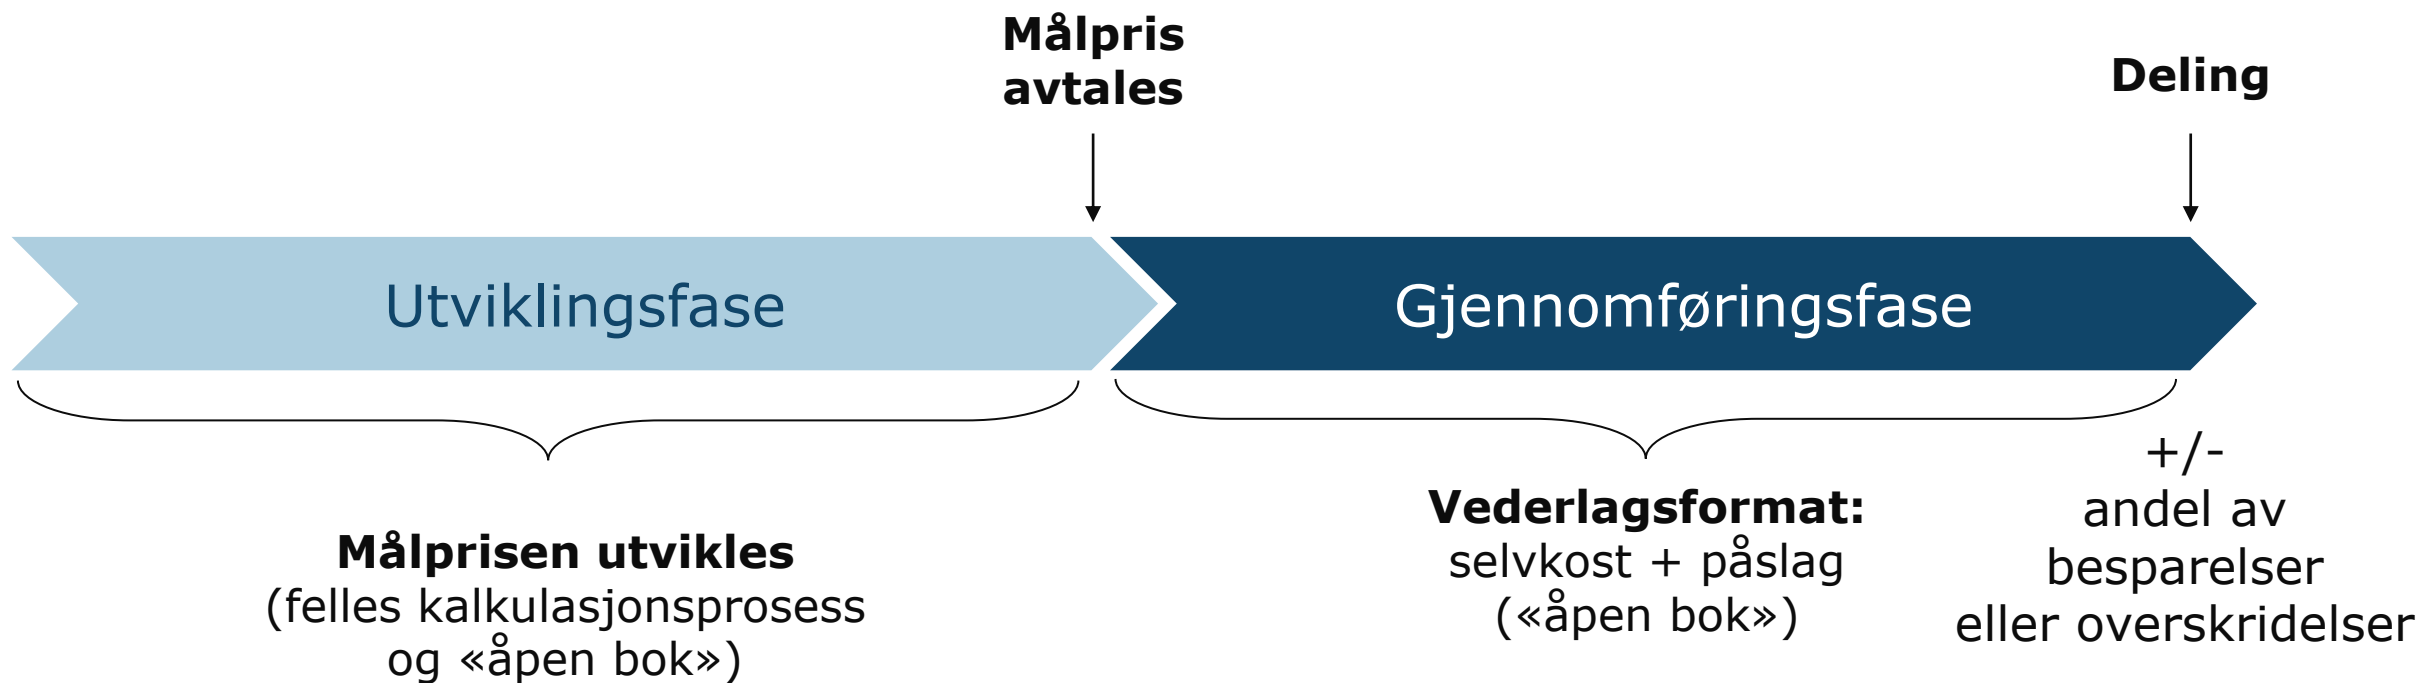 Målpris
avtales
Deling
Utviklingsfase
Gjennomføringsfase
Målprisen utvikles
(felles kalkulasjonsprosess
og «åpen bok»)
Vederlagsformat:
selvkost + påslag
(«åpen bok»)
+/-
andel av
besparelser
eller overskridelser